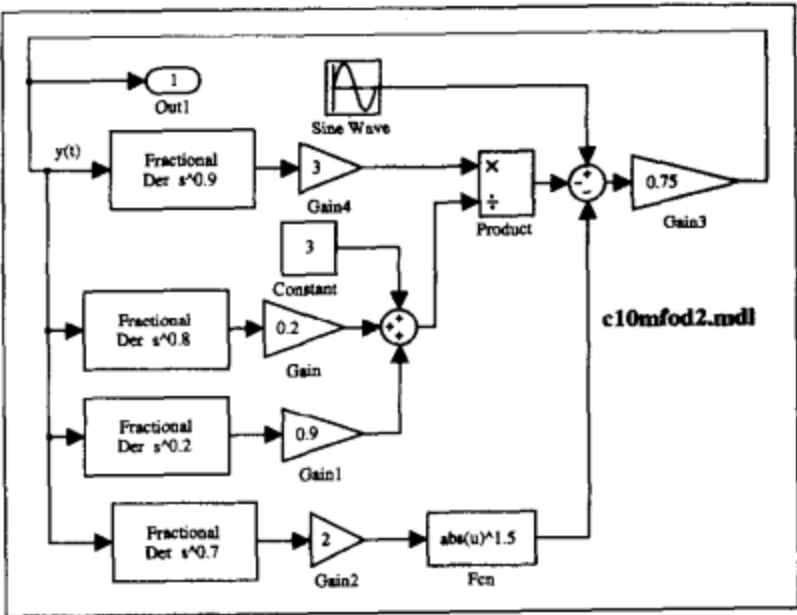 1
Out1
Sine Wave
y(t)
Fractional
Der s^0.9
3
Gain4
×
÷
Product
+
−
−
0.75
Gain3
3
Constant
Fractional
Der s^0.8
0.2
Gain
+
+
+
c10mfod2.mdl
Fractional
Der s^0.2
0.9
Gain1
Fractional
Der s^0.7
2
Gain2
abs(u)^1.5
Fcn